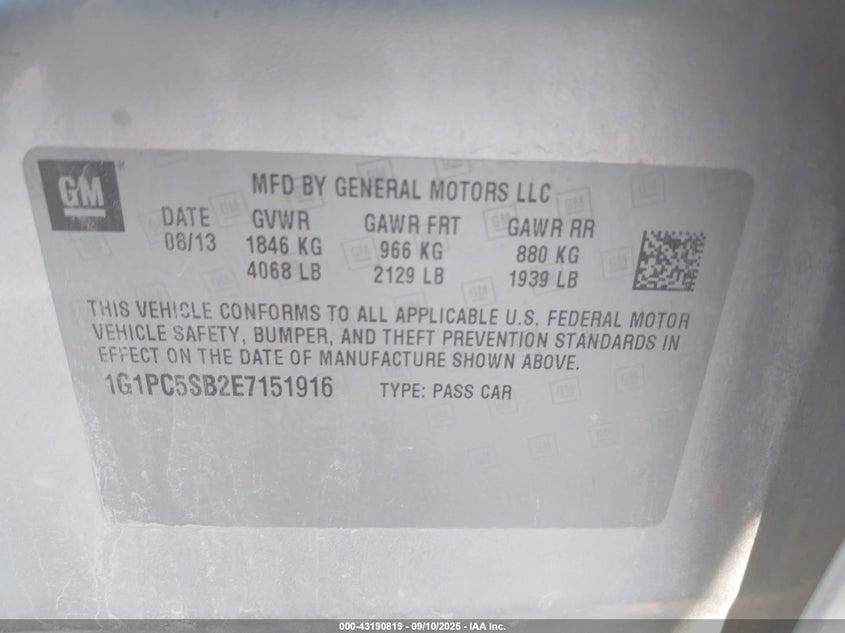 GM
MFD BY GENERAL MOTORS LLC
DATE GVWR GAWR FRT GAWR RR
08/13 1846 KG 966 KG 880 KG
4068 LB 2129 LB 1939 LB
THIS VEHICLE CONFORMS TO ALL APPLICABLE U.S. FEDERAL MOTOR
VEHICLE SAFETY, BUMPER, AND THEFT PREVENTION STANDARDS IN
EFFECT ON THE DATE OF MANUFACTURE SHOWN ABOVE.
1G1PC5SB2E7151916 TYPE: PASS CAR
000-43190819 - 09/10/2025 - IAA Inc.